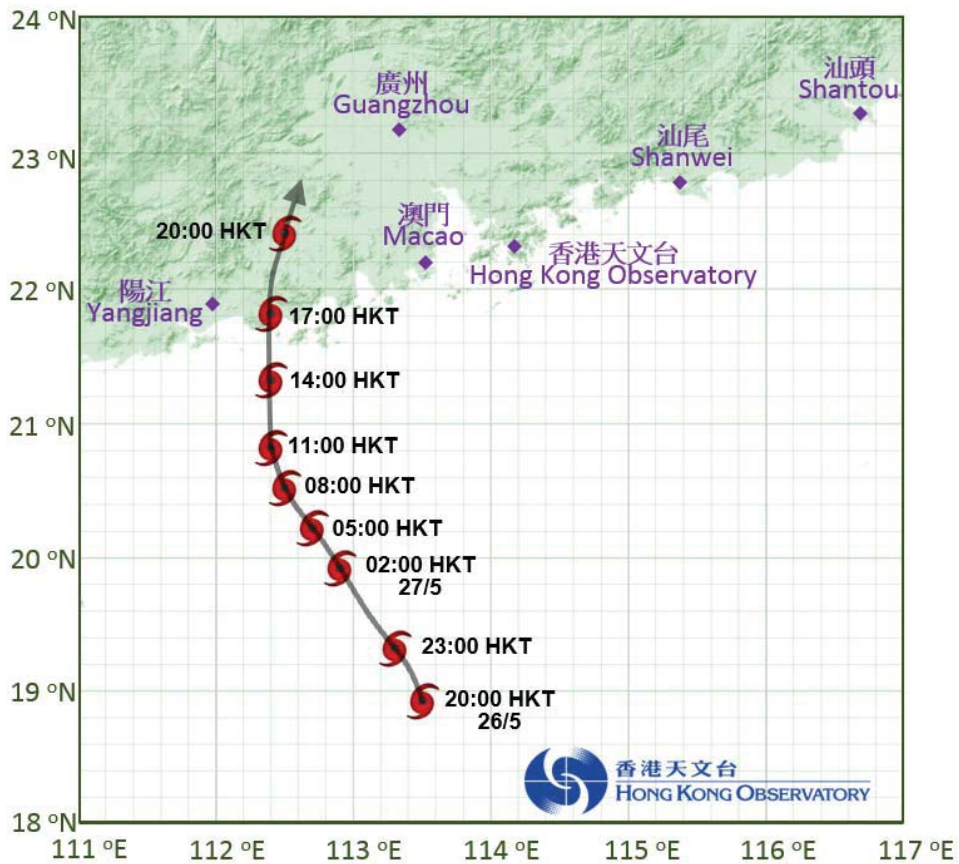 24 °N
汕頭
Shantou
廣州
Guangzhou
汕尾
Shanwei
23 °N
20:00 HKT
澳門
Macao
香港天文台
Hong Kong Observatory
22 °N
陽江
Yangjiang
17:00 HKT
14:00 HKT
21 °N
11:00 HKT
08:00 HKT
05:00 HKT
20 °N
02:00 HKT
27/5
23:00 HKT
19 °N
20:00 HKT
26/5
香港天文台
HONG KONG OBSERVATORY
18 °N
111 °E
112 °E
113 °E
114 °E
115 °E
116 °E
117 °E